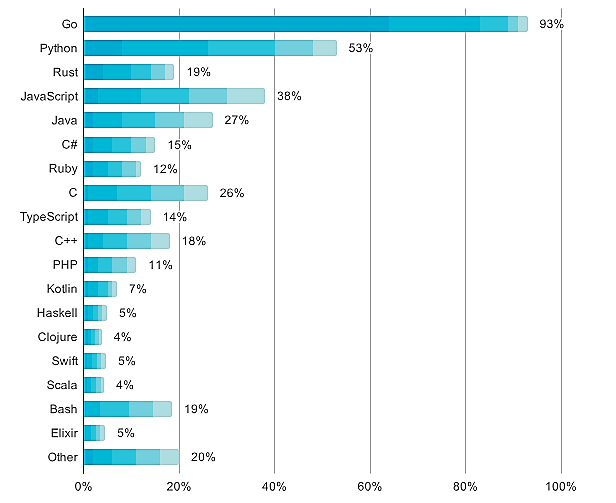 Go 93%
Python 53%
Rust 19%
JavaScript 38%
Java 27%
C# 15%
Ruby 12%
C 26%
TypeScript 14%
C++ 18%
PHP 11%
Kotlin 7%
Haskell 5%
Clojure 4%
Swift 5%
Scala 4%
Bash 19%
Elixir 5%
Other 20%
0% 20% 40% 60% 80% 100%